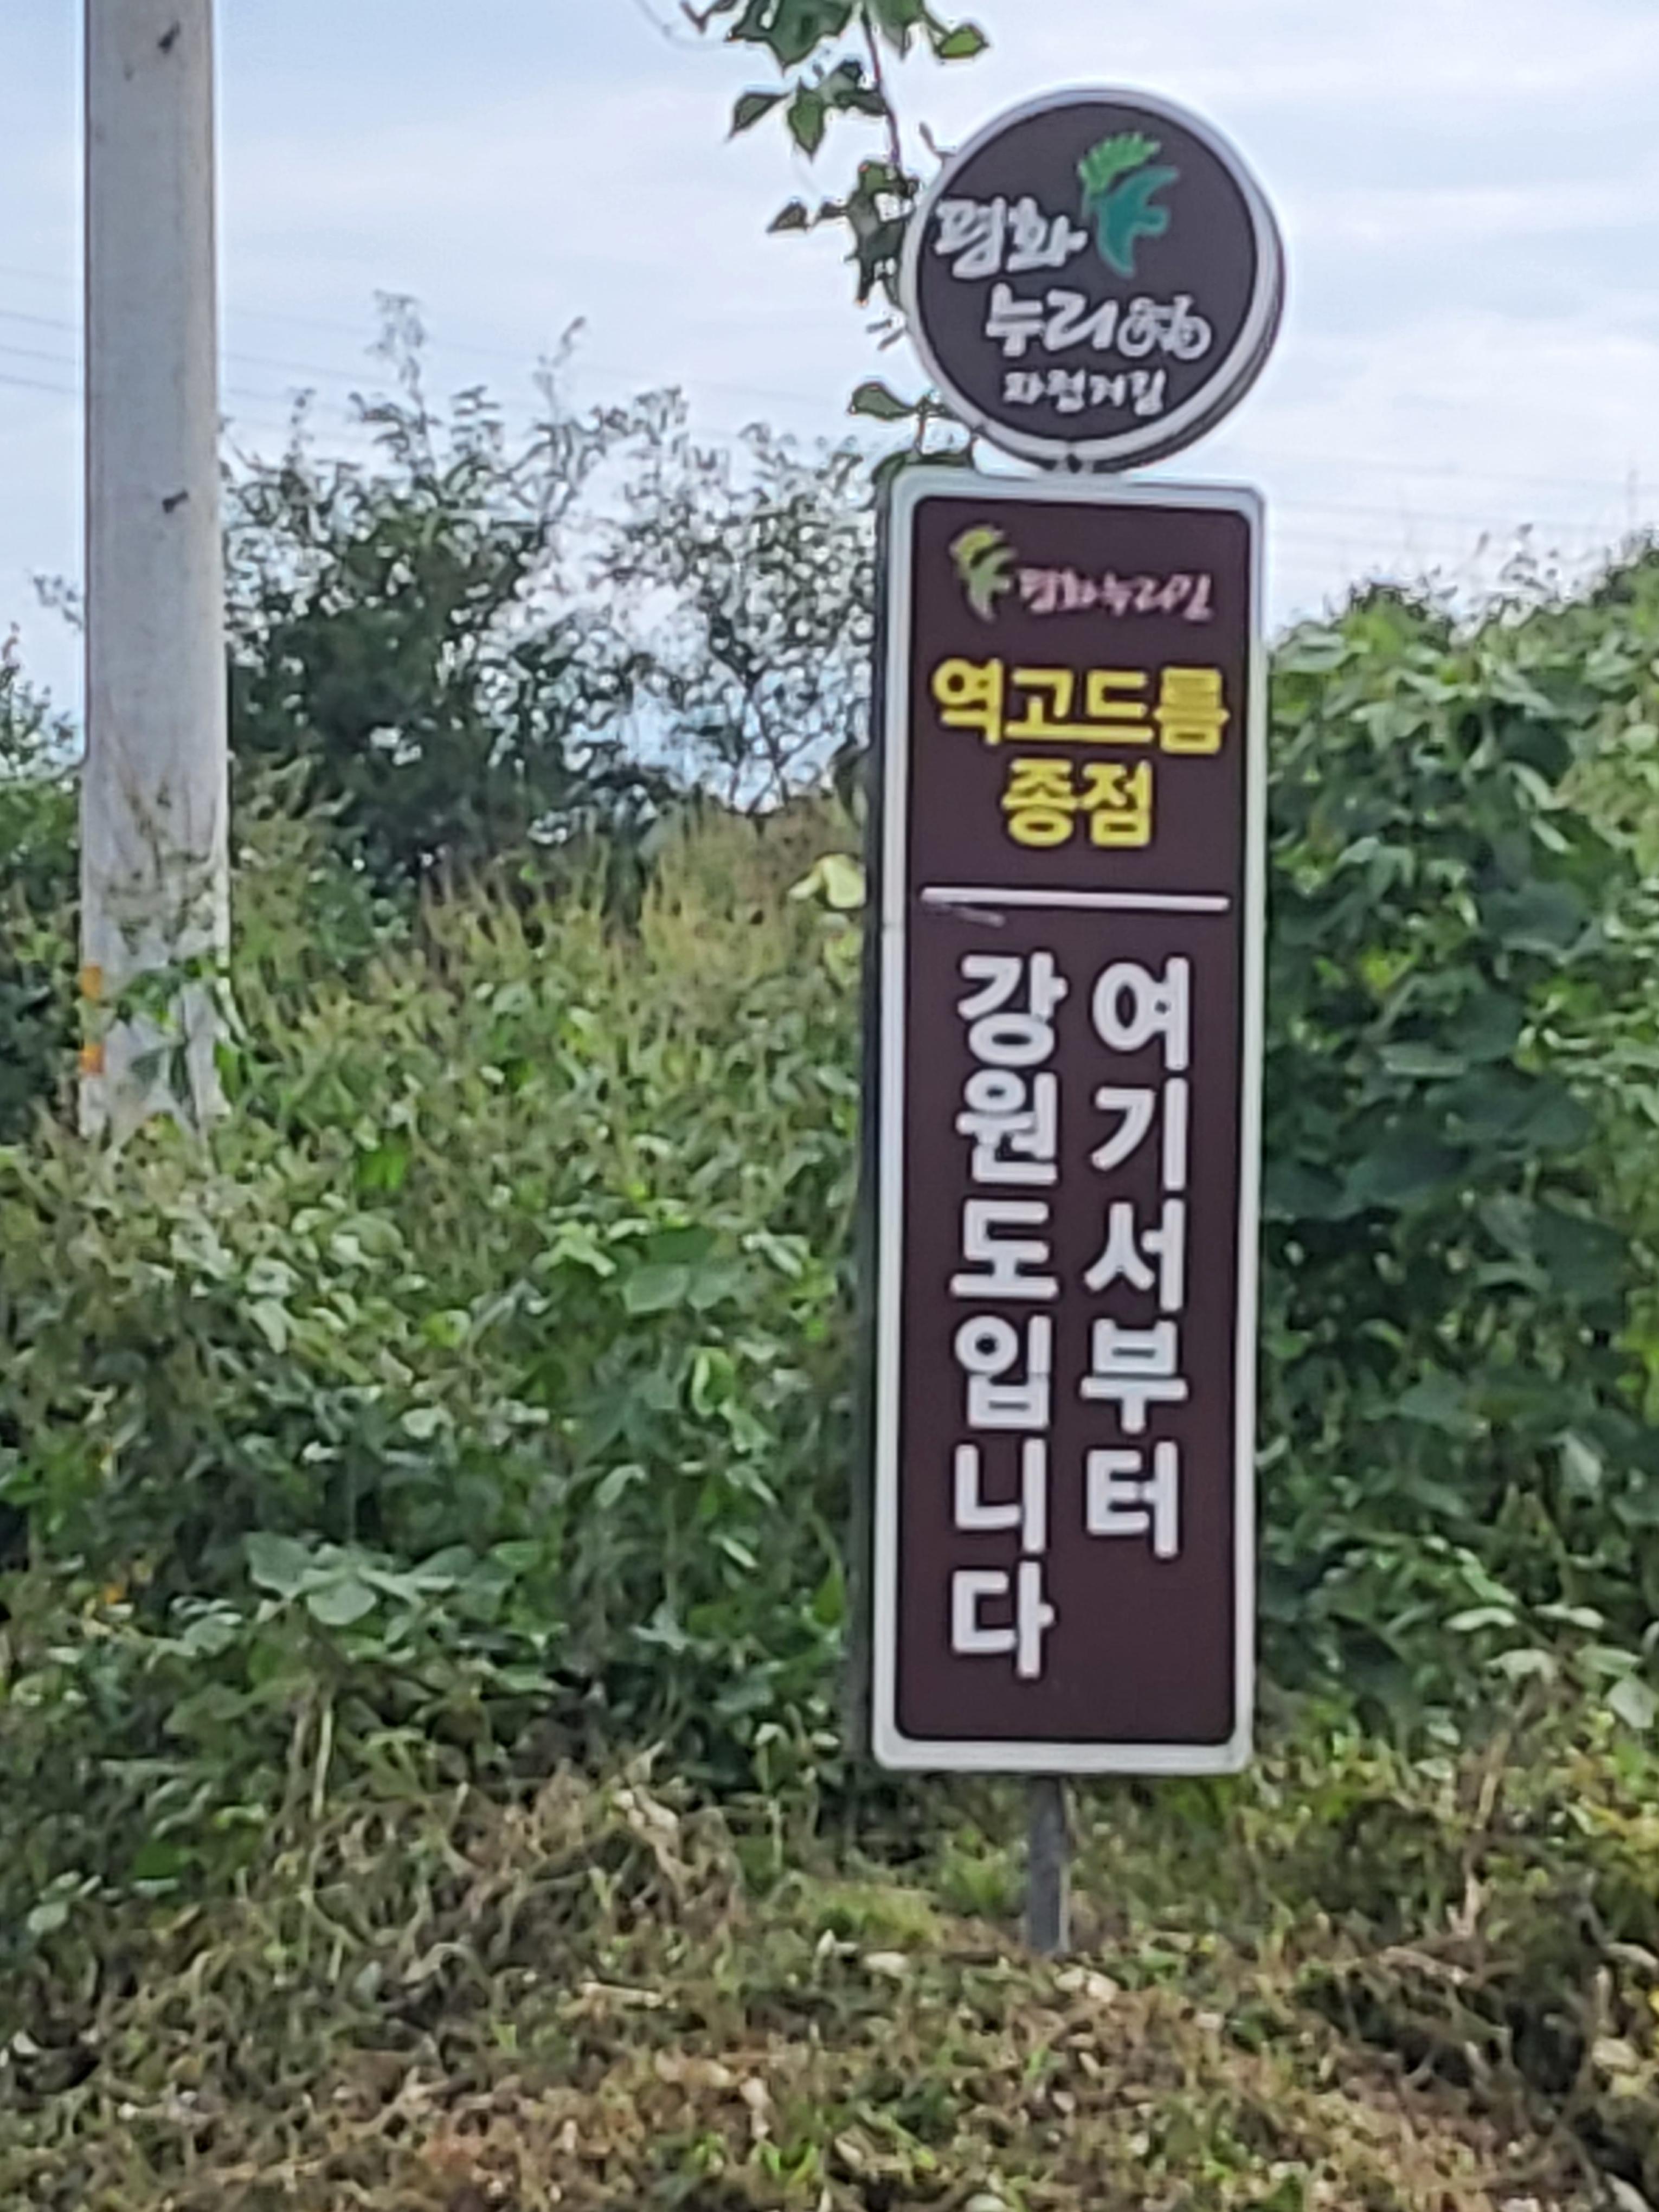 평화
누리
자전거길
평화누리길
역고드름
종점
여기서부터
강원도입니다